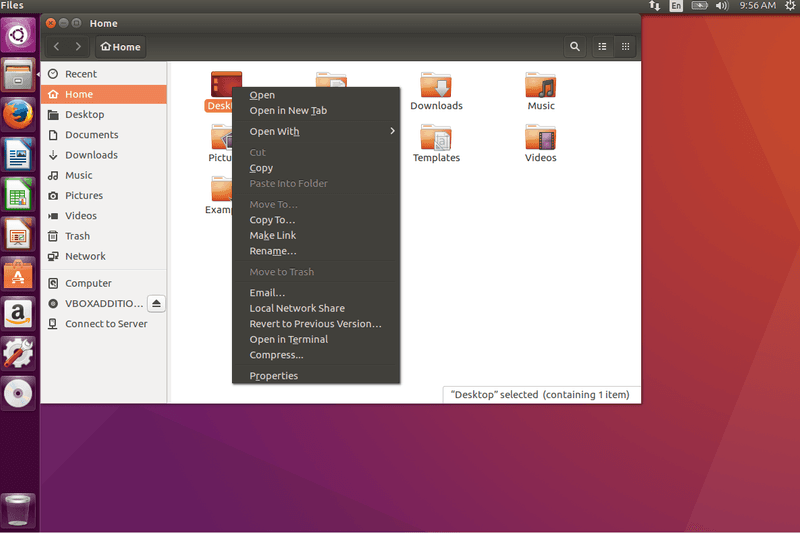 Files
En
9:56 AM
Home
Home
Recent
Home
Desktop
Documents
Downloads
Music
Pictures
Videos
Trash
Network
Computer
VBOXADDITIO...
Connect to Server
Downloads
Music
Templates
Videos
Open
Open in New Tab
Open With
Cut
Copy
Paste Into Folder
Move To...
Copy To...
Make Link
Rename...
Move to Trash
Email...
Local Network Share
Revert to Previous Version...
Open in Terminal
Compress...
Properties
"Desktop" selected (containing 1 item)